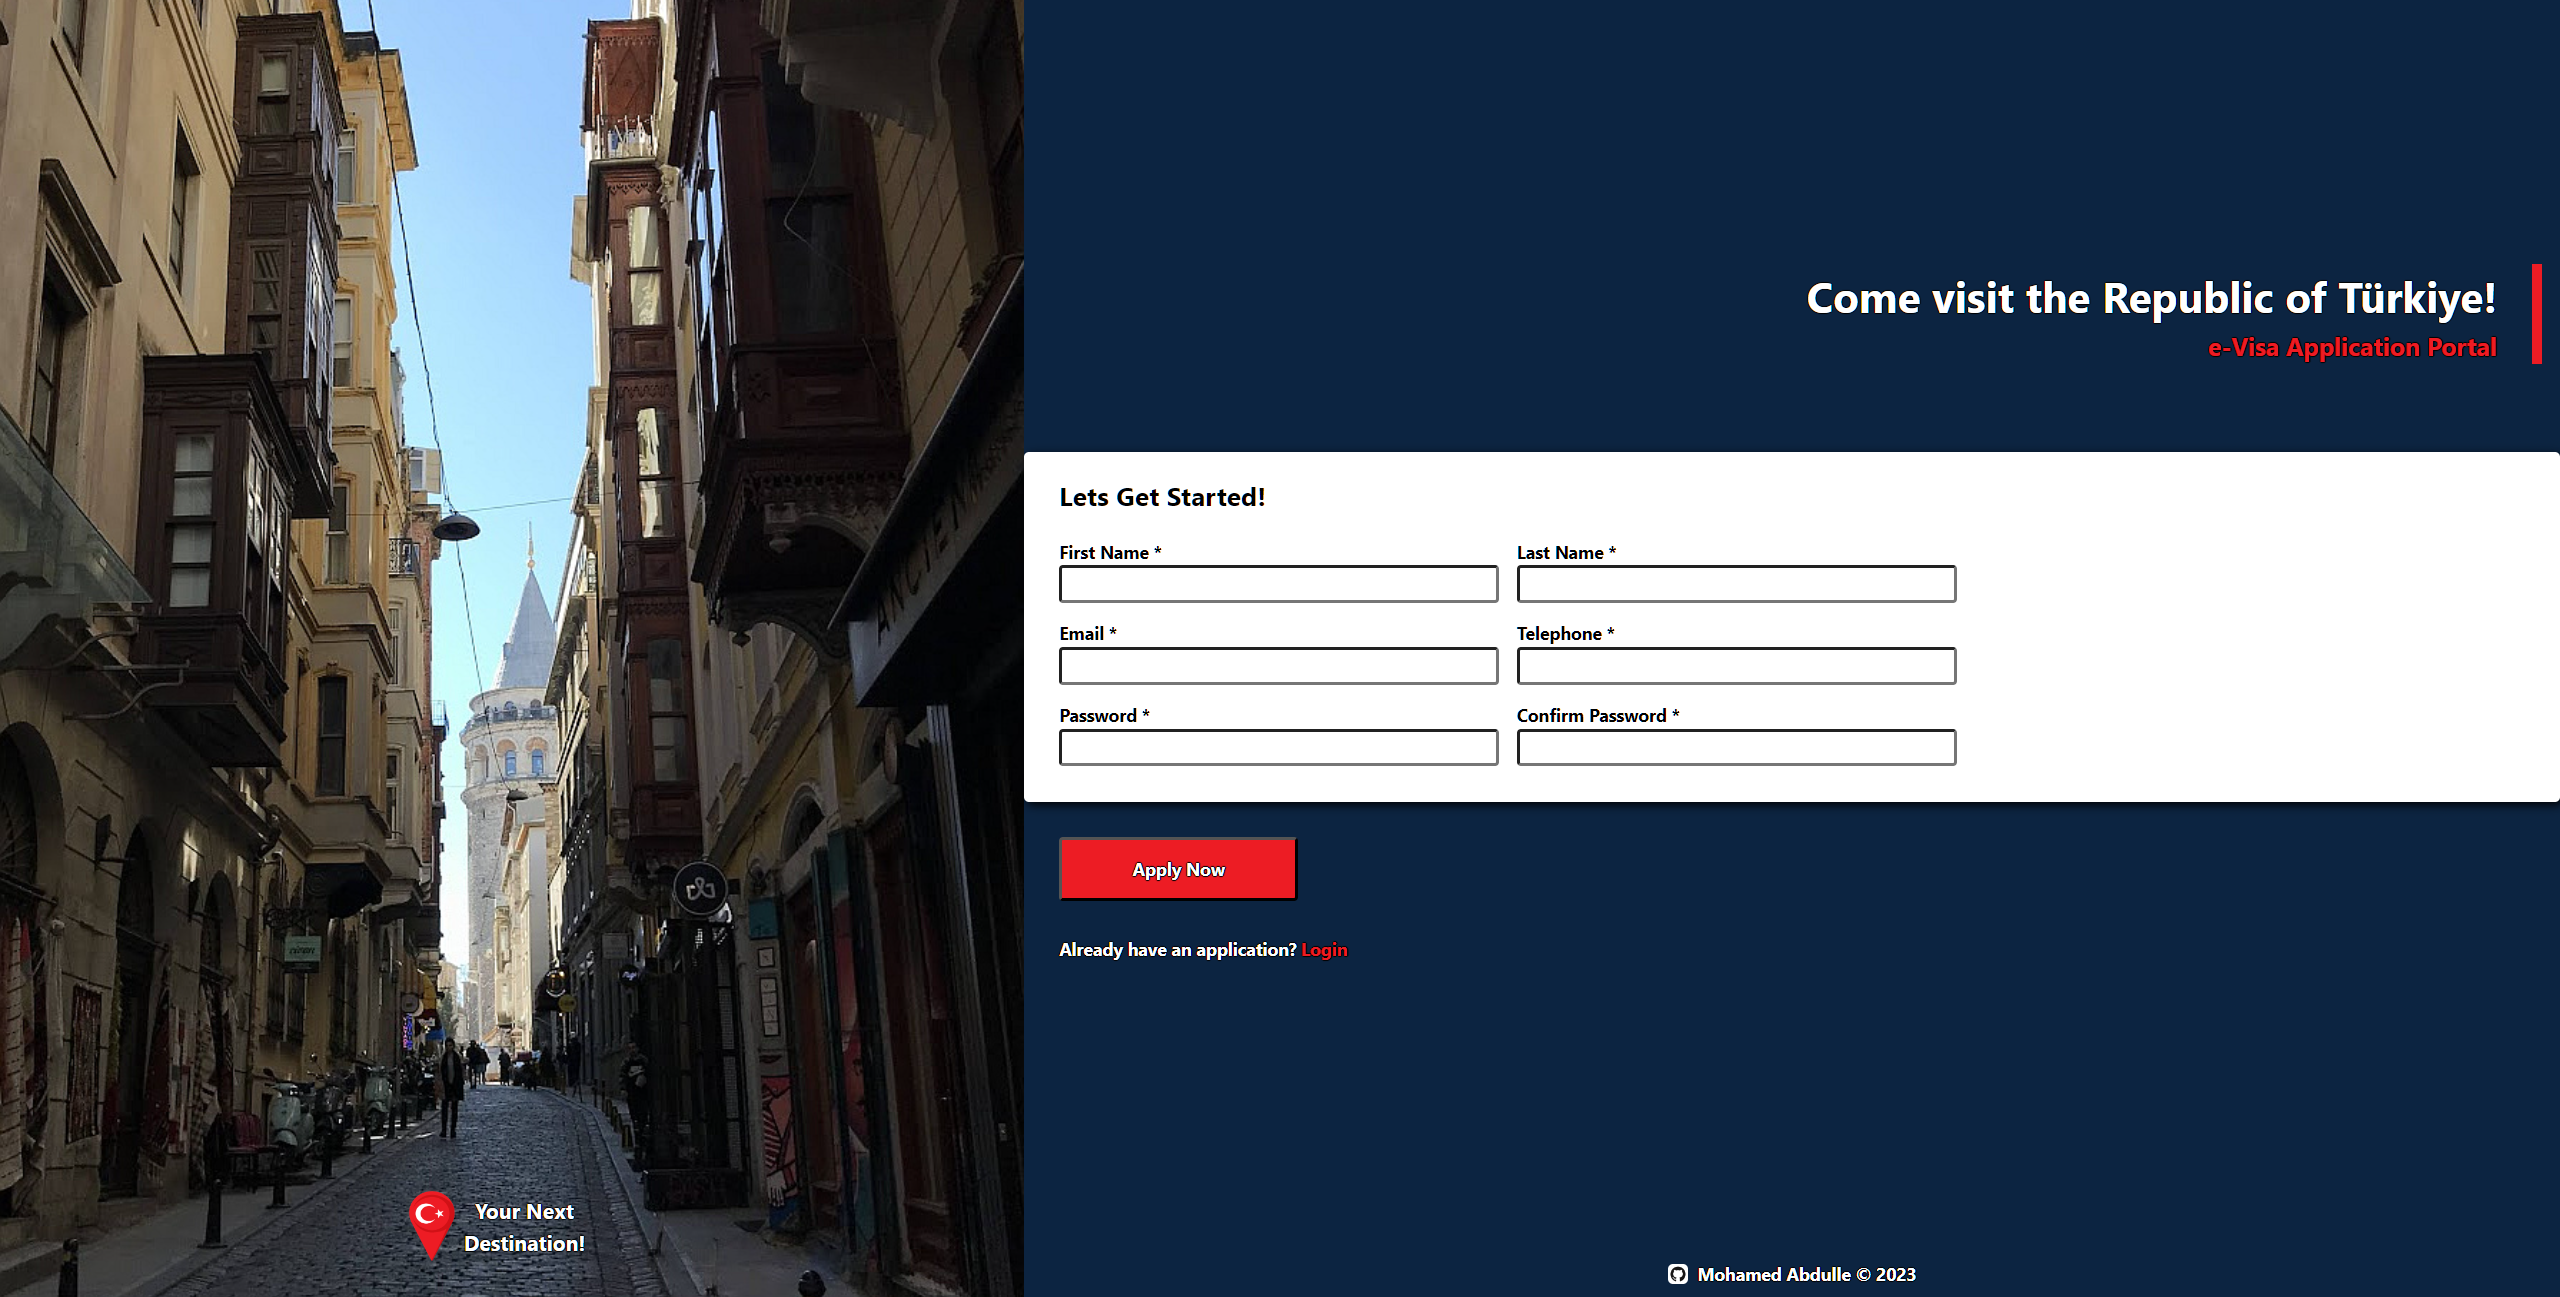 Your Next
Destination!
Come visit the Republic of Türkiye!
e-Visa Application Portal
Lets Get Started!
First Name *
Last Name *
Email *
Telephone *
Password *
Confirm Password *
Apply Now
Already have an application? Login
Mohamed Abdulle © 2023